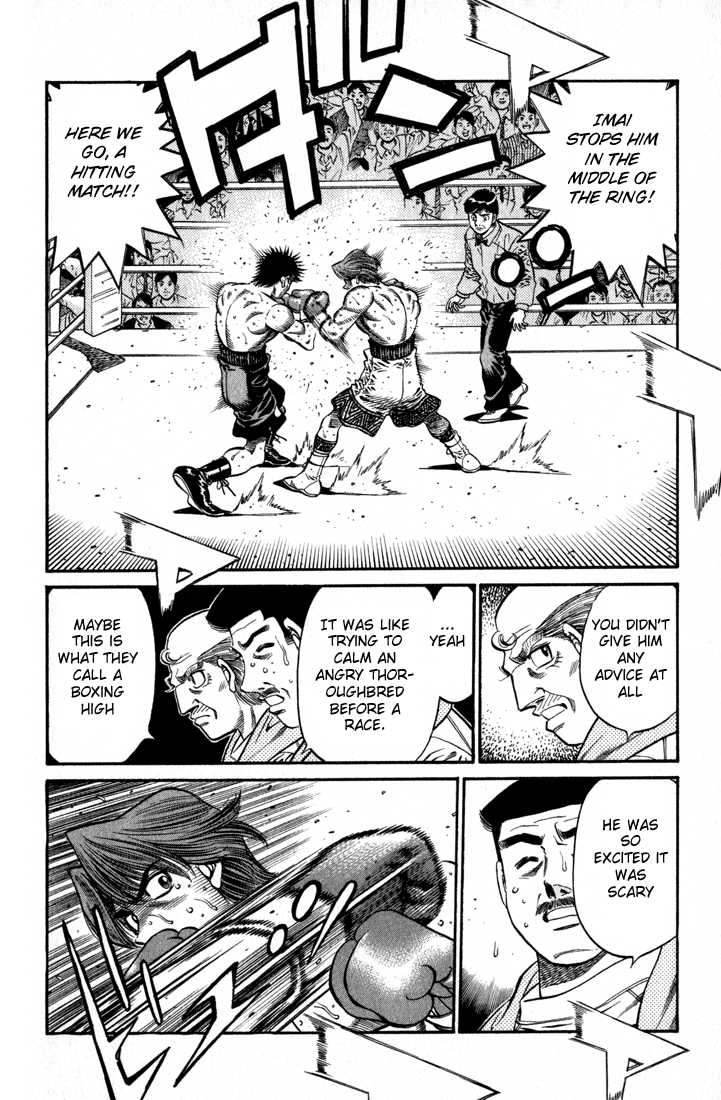 IMAI
STOPS HIM
IN THE
MIDDLE OF
THE RING!
HERE WE
GO, A
HITTING
MATCH!!
YOU DIDN'T
GIVE HIM
ANY
ADVICE AT
ALL
...
YEAH
IT WAS LIKE
TRYING TO
CALM AN
ANGRY THOR-
OUGHBRED
BEFORE A
RACE.
MAYBE
THIS IS
WHAT THEY
CALL A
BOXING
HIGH
HE WAS
SO
EXCITED IT
WAS
SCARY